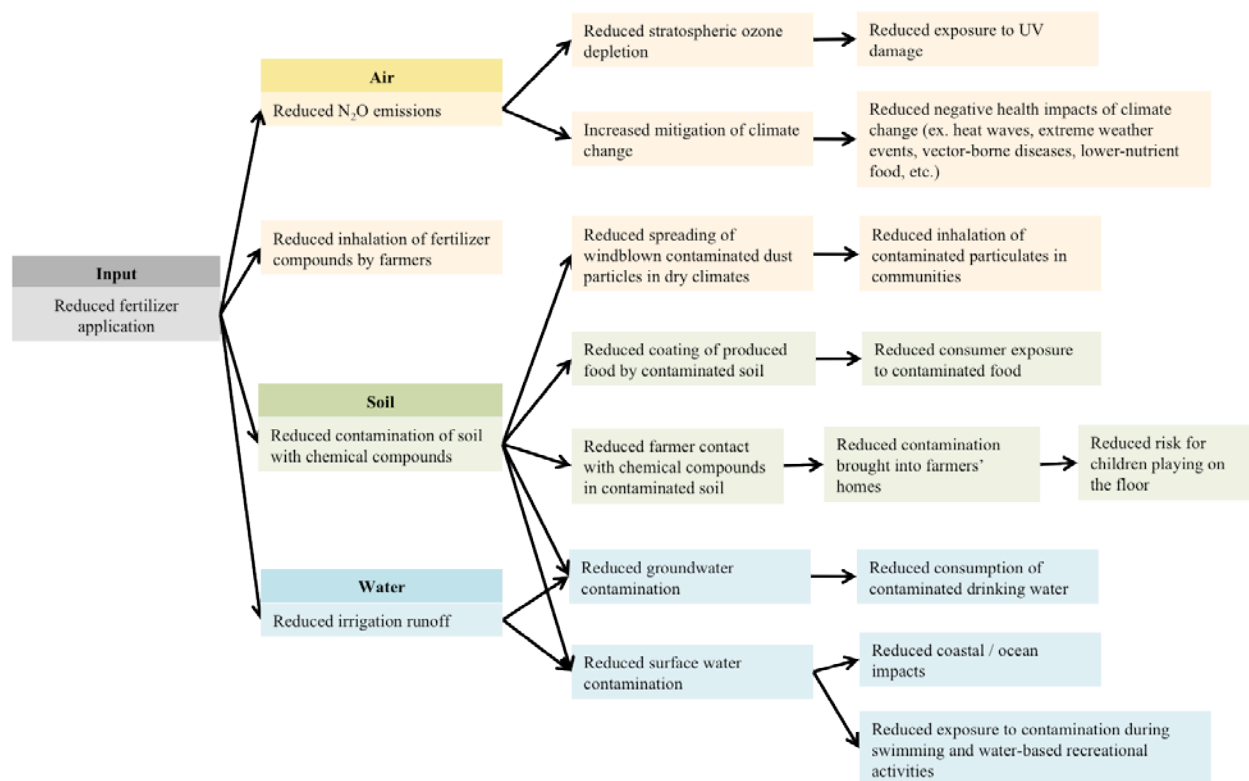 Input
Reduced fertilizer
application
Air
Reduced N₂O emissions
Reduced inhalation of fertilizer
compounds by farmers
Soil
Reduced contamination of soil
with chemical compounds
Water
Reduced irrigation runoff
Reduced stratospheric ozone
depletion
Increased mitigation of climate
change
Reduced spreading of
windblown contaminated dust
particles in dry climates
Reduced coating of produced
food by contaminated soil
Reduced farmer contact
with chemical compounds
in contaminated soil
Reduced groundwater
contamination
Reduced surface water
contamination
Reduced exposure to UV
damage
Reduced negative health impacts of climate
change (ex. heat waves, extreme weather
events, vector-borne diseases, lower-nutrient
food, etc.)
Reduced inhalation of
contaminated particulates in
communities
Reduced consumer exposure
to contaminated food
Reduced contamination
brought into farmers’
homes
Reduced risk for
children playing on
the floor
Reduced consumption of
contaminated drinking water
Reduced coastal / ocean
impacts
Reduced exposure to contamination during
swimming and water-based recreational
activities